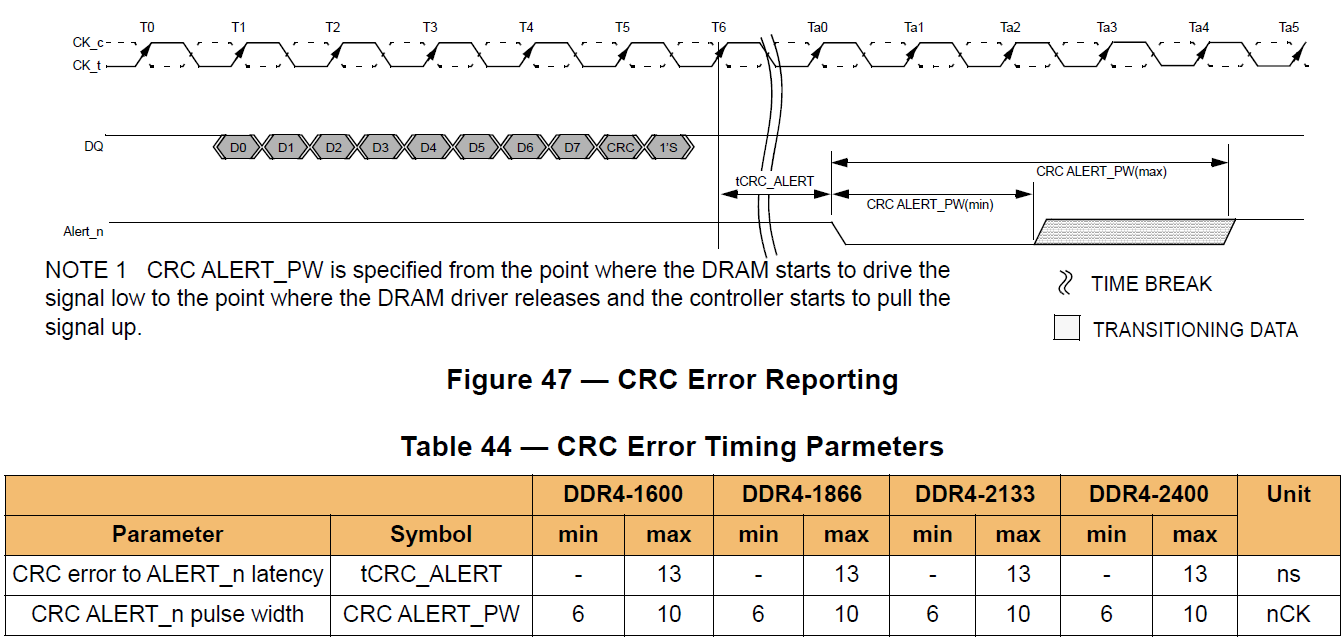 T0 T1 T2 T3 T4 T5 T6 Ta0 Ta1 Ta2 Ta3 Ta4 Ta5
CK_c
CK_t
DQ D0 D1 D2 D3 D4 D5 D6 D7 CRC 1'S
CRC ALERT_PW(max)
tCRC_ALERT
CRC ALERT_PW(min)
Alert_n
NOTE 1 CRC ALERT_PW is specified from the point where the DRAM starts to drive the
signal low to the point where the DRAM driver releases and the controller starts to pull the
signal up.
TIME BREAK
TRANSITIONING DATA
Figure 47 — CRC Error Reporting
Table 44 — CRC Error Timing Parmeters
DDR4-1600 DDR4-1866 DDR4-2133 DDR4-2400 Unit
Parameter Symbol min max min max min max min max
CRC error to ALERT_n latency tCRC_ALERT - 13 - 13 - 13 - 13 ns
CRC ALERT_n pulse width CRC ALERT_PW 6 10 6 10 6 10 6 10 nCK